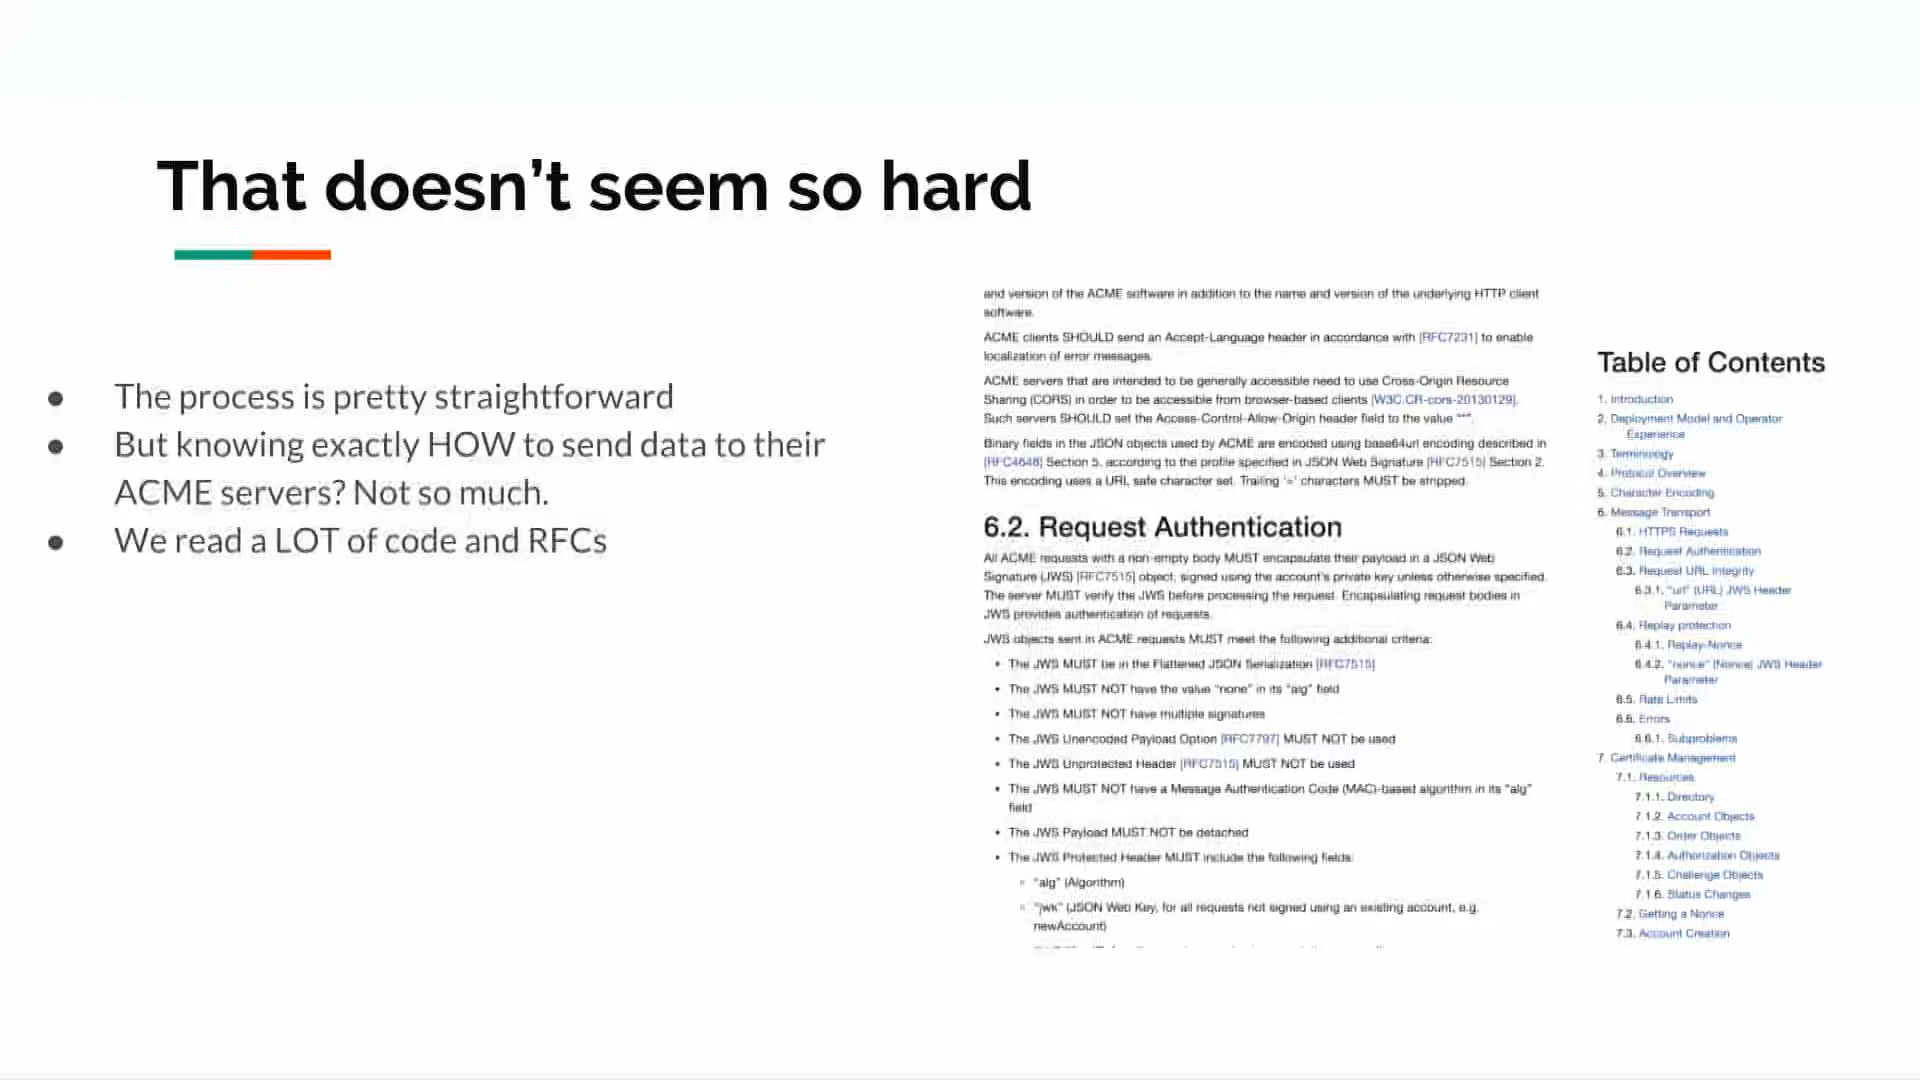 That doesn’t seem so hard
● The process is pretty straightforward
● But knowing exactly HOW to send data to their
ACME servers? Not so much.
● We read a LOT of code and RFCs
and version of the ACME software in addition to the name and version of the underlying HTTP client
software.
ACME clients SHOULD send an Accept-Language header in accordance with [RFC7231] to enable
localization of error messages.
ACME servers that are intended to be generally accessible need to use Cross-Origin Resource
Sharing (CORS) in order to be accessible from browser-based clients [W3C.CR-cors-20130129].
Such servers SHOULD set the Access-Control-Allow-Origin header field to the value "*".
Binary fields in the JSON objects used by ACME are encoded using base64url encoding described in
[RFC4648] Section 5, according to the profile specified in JSON Web Signature [RFC7515] Section 2.
This encoding uses a URL safe character set. Trailing '=' characters MUST be stripped.
6.2. Request Authentication
All ACME requests with a non-empty body MUST encapsulate their payload in a JSON Web
Signature (JWS) [RFC7515] object, signed using the account's private key unless otherwise specified.
The server MUST verify the JWS before processing the request. Encapsulating request bodies in
JWS provides authentication of requests.
JWS objects sent in ACME requests MUST meet the following additional criteria:
• The JWS MUST be in the Flattened JSON Serialization [RFC7515]
• The JWS MUST NOT have the value "none" in its "alg" field
• The JWS MUST NOT have multiple signatures
• The JWS Unencoded Payload Option [RFC7797] MUST NOT be used
• The JWS Unprotected Header [RFC7515] MUST NOT be used
• The JWS MUST NOT have a Message Authentication Code (MAC)-based algorithm in its "alg"
field
• The JWS Payload MUST NOT be detached
• The JWS Protected Header MUST include the following fields:
◦ "alg" (Algorithm)
◦ "jwk" (JSON Web Key, for all requests not signed using an existing account, e.g.
newAccount)
Table of Contents
1. Introduction
2. Deployment Model and Operator
Experience
3. Terminology
4. Protocol Overview
5. Character Encoding
6. Message Transport
6.1. HTTPS Requests
6.2. Request Authentication
6.3. Request URL Integrity
6.3.1. "url" (URL) JWS Header
Parameter
6.4. Replay protection
6.4.1. Replay-Nonce
6.4.2. "nonce" (Nonce) JWS Header
Parameter
6.5. Rate Limits
6.6. Errors
6.6.1. Subproblems
7. Certificate Management
7.1. Resources
7.1.1. Directory
7.1.2. Account Objects
7.1.3. Order Objects
7.1.4. Authorization Objects
7.1.5. Challenge Objects
7.1.6. Status Changes
7.2. Getting a Nonce
7.3. Account Creation